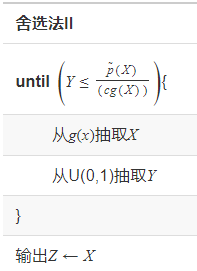 舍选法II
until (Y ≤ p̃(X) / (cg(X))){
从g(x)抽取X
从U(0,1)抽取Y
}
输出Z ← X